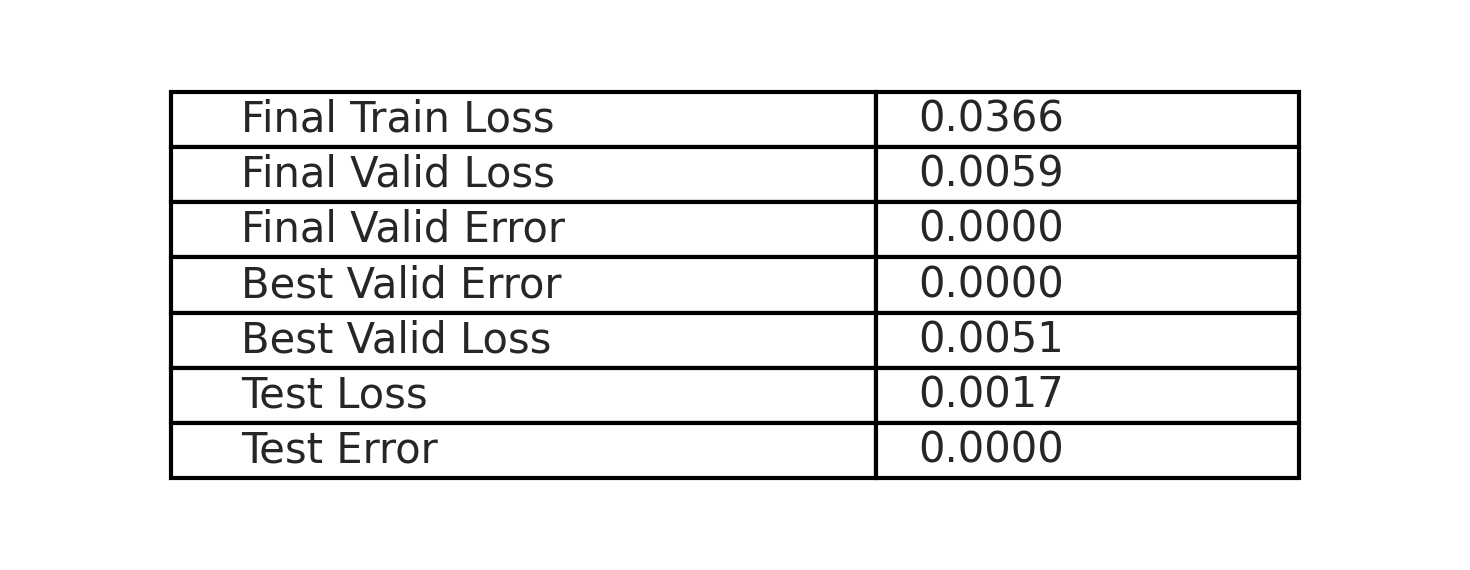 Final Train Loss 0.0366
Final Valid Loss 0.0059
Final Valid Error 0.0000
Best Valid Error 0.0000
Best Valid Loss 0.0051
Test Loss 0.0017
Test Error 0.0000